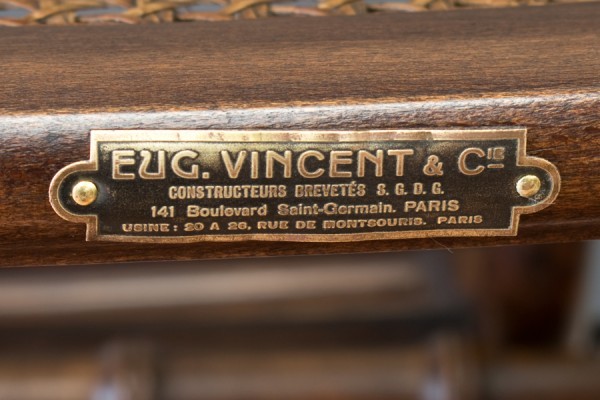 EUG. VINCENT & CIE
CONSTRUCTEURS BREVETÉS S.G.D.G.
141 Boulevard Saint-Germain. PARIS
USINE: 20 A 26, RUE DE MONTSOURIS. PARIS